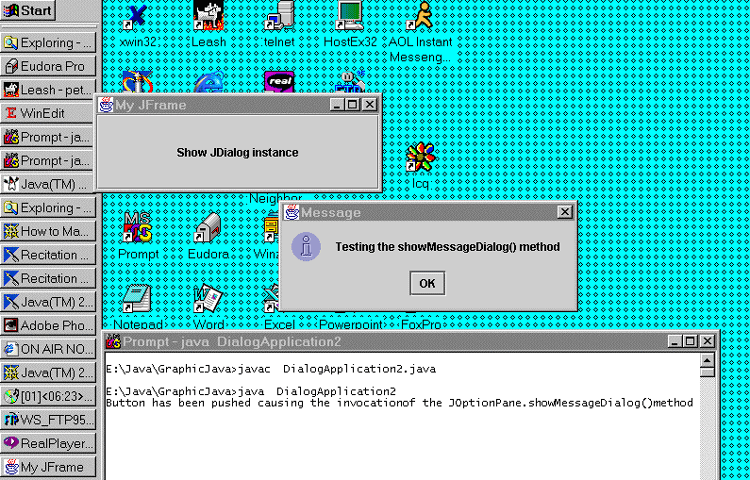 Start
Exploring - ...
Eudora Pro
Leash - pet...
WinEdit
Prompt - ja...
Prompt - ja...
Java(TM) ...
Exploring - ...
How to Ma...
Recitation ...
Recitation ...
Java(TM) 2...
Adobe Pho...
ON AIR NO...
Java(TM) 2...
[01]<06:23>...
WS_FTP95...
RealPlayer...
My JFrame
xwin32
Leash
telnet
HostEx32
AOL Instant
Messeng...
real
My JFrame
Show JDialog instance
Icq
Neighbor
MS
Prompt
Eudora
Winz
Message
Testing the showMessageDialog() method
OK
Notepad
Word
Excel
Powerpoint
FoxPro
Prompt - java DialogApplication2
E:\Java\GraphicJava>javac DialogApplication2.java
E:\Java\GraphicJava>java DialogApplication2
Button has been pushed causing the invocationof the JOptionPane.showMessageDialog()method